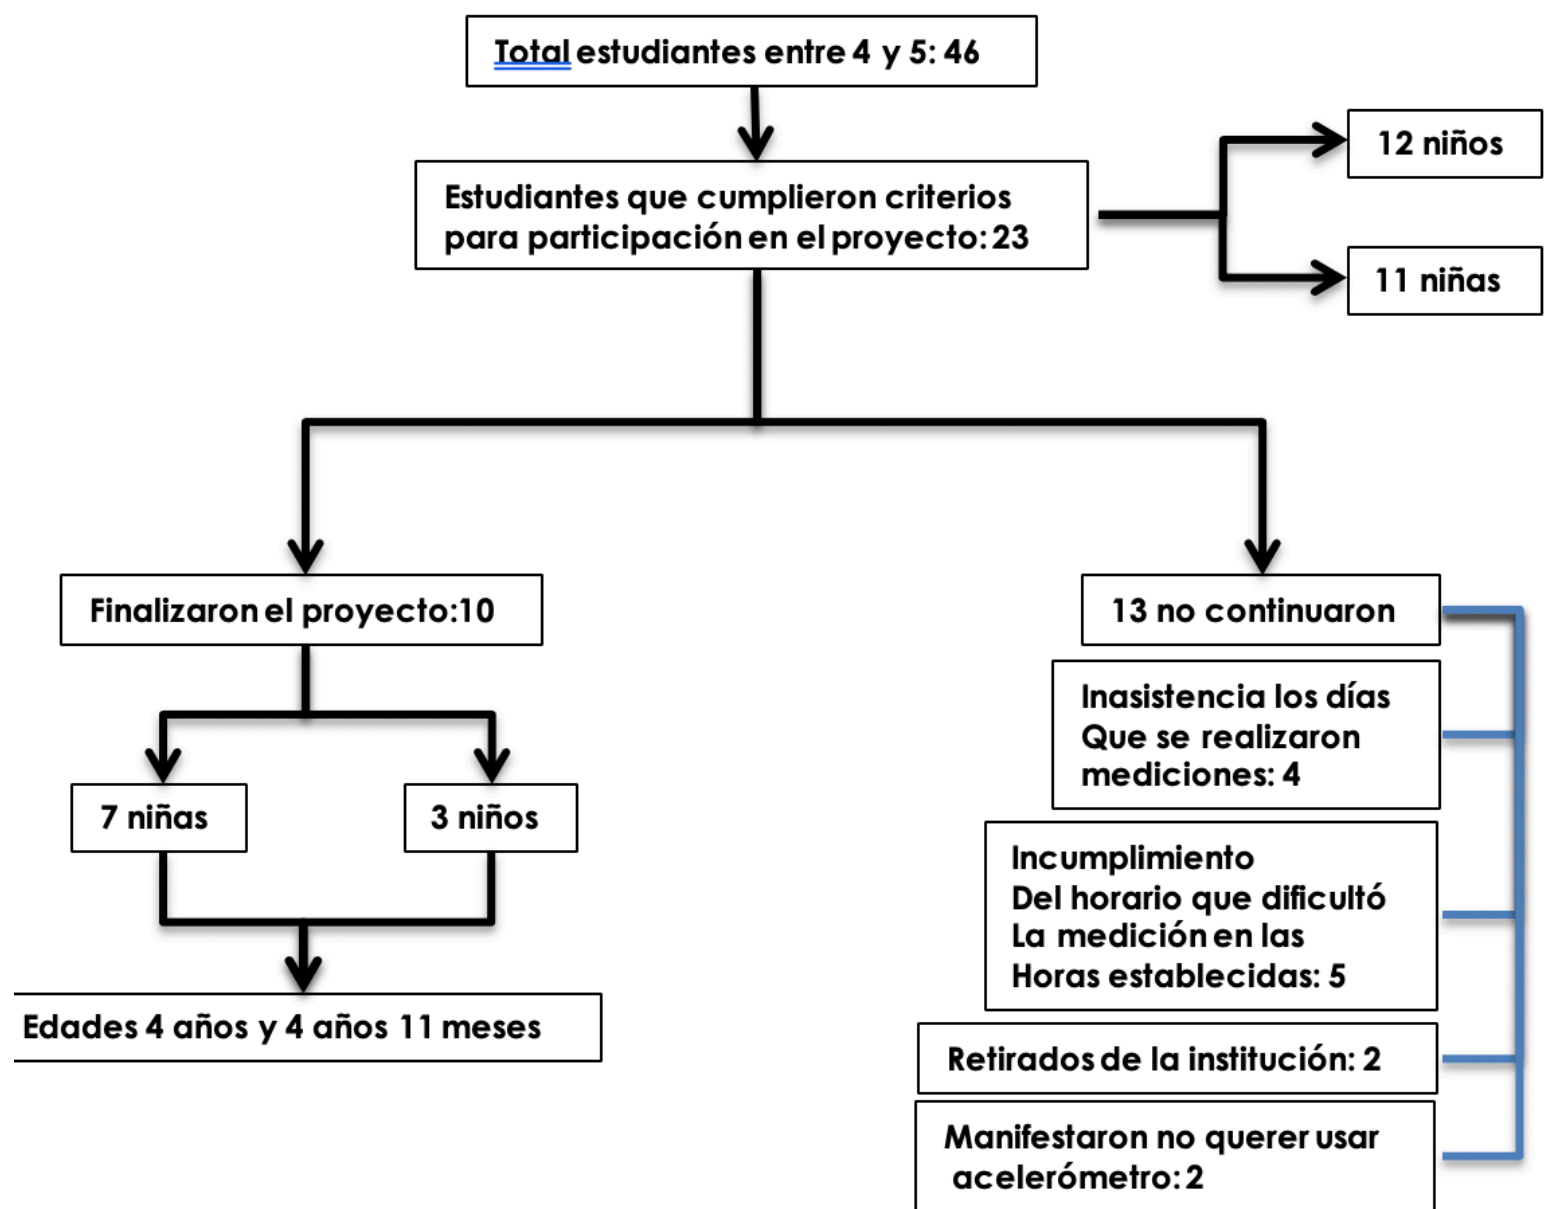 Total estudiantes entre 4 y 5: 46
Estudiantes que cumplieron criterios
para participación en el proyecto: 23
12 niños
11 niñas
Finalizaron el proyecto:10
7 niñas
3 niños
Edades 4 años y 4 años 11 meses
13 no continuaron
Inasistencia los días
Que se realizaron
mediciones: 4
Incumplimiento
Del horario que dificultó
La medición en las
Horas establecidas: 5
Retirados de la institución: 2
Manifestaron no querer usar
acelerómetro: 2